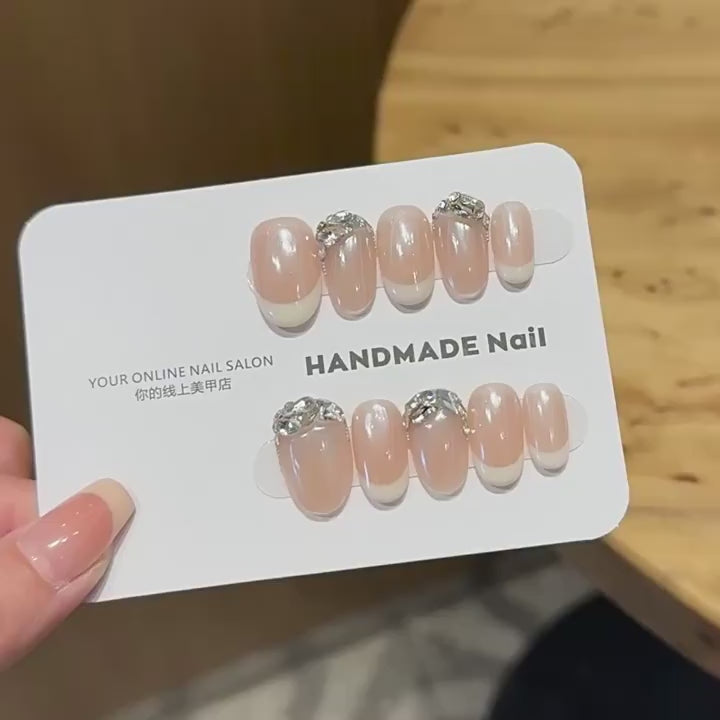 YOUR ONLINE NAIL SALON
你的线上美甲店
HANDMADE Nail